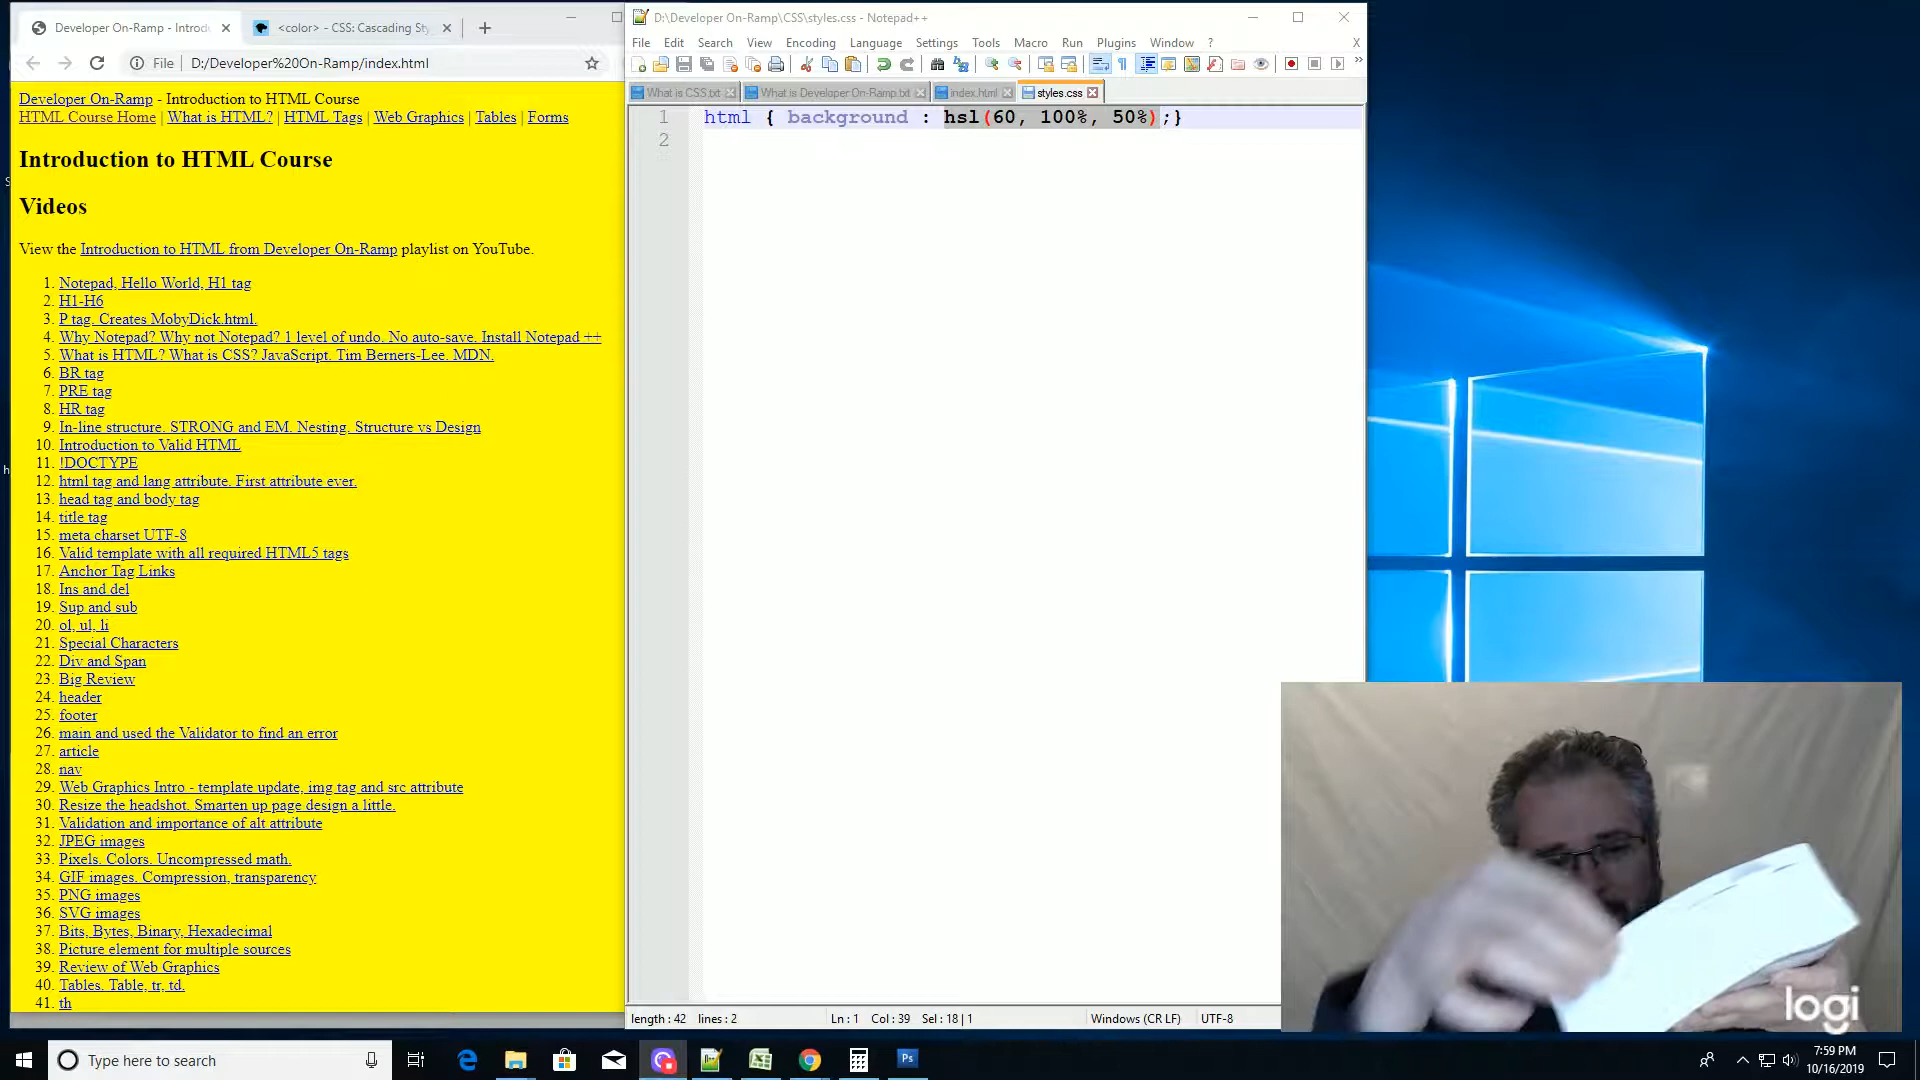 Developer On-Ramp - Introdu
<color> - CSS: Cascading Sty
File D:/Developer%20On-Ramp/index.html
Developer On-Ramp - Introduction to HTML Course
HTML Course Home | What is HTML? | HTML Tags | Web Graphics | Tables | Forms
Introduction to HTML Course
Videos
View the Introduction to HTML from Developer On-Ramp playlist on YouTube.
1. Notepad, Hello World, H1 tag
2. H1-H6
3. P tag. Creates MobyDick.html.
4. Why Notepad? Why not Notepad? 1 level of undo. No auto-save. Install Notepad ++
5. What is HTML? What is CSS? JavaScript. Tim Berners-Lee. MDN.
6. BR tag
7. PRE tag
8. HR tag
9. In-line structure. STRONG and EM. Nesting. Structure vs Design
10. Introduction to Valid HTML
11. !DOCTYPE
12. html tag and lang attribute. First attribute ever.
13. head tag and body tag
14. title tag
15. meta charset UTF-8
16. Valid template with all required HTML5 tags
17. Anchor Tag Links
18. Ins and del
19. Sup and sub
20. ol, ul, li
21. Special Characters
22. Div and Span
23. Big Review
24. header
25. footer
26. main and used the Validator to find an error
27. article
28. nav
29. Web Graphics Intro - template update, img tag and src attribute
30. Resize the headshot. Smarten up page design a little.
31. Validation and importance of alt attribute
32. JPEG images
33. Pixels. Colors. Uncompressed math.
34. GIF images. Compression, transparency
35. PNG images
36. SVG images
37. Bits, Bytes, Binary, Hexadecimal
38. Picture element for multiple sources
39. Review of Web Graphics
40. Tables. Table, tr, td.
41. th
D:\Developer On-Ramp\CSS\styles.css - Notepad++
File Edit Search View Encoding Language Settings Tools Macro Run Plugins Window ? X
What is CSS.txt What is Developer On-Ramp.txt index.html styles.css
1 html { background : hsl(60, 100%, 50%);}
2
length : 42 lines : 2 Ln : 1 Col : 39 Sel : 18 | 1 Windows (CR LF) UTF-8
logi
Type here to search
Ps
7:59 PM
10/16/2019